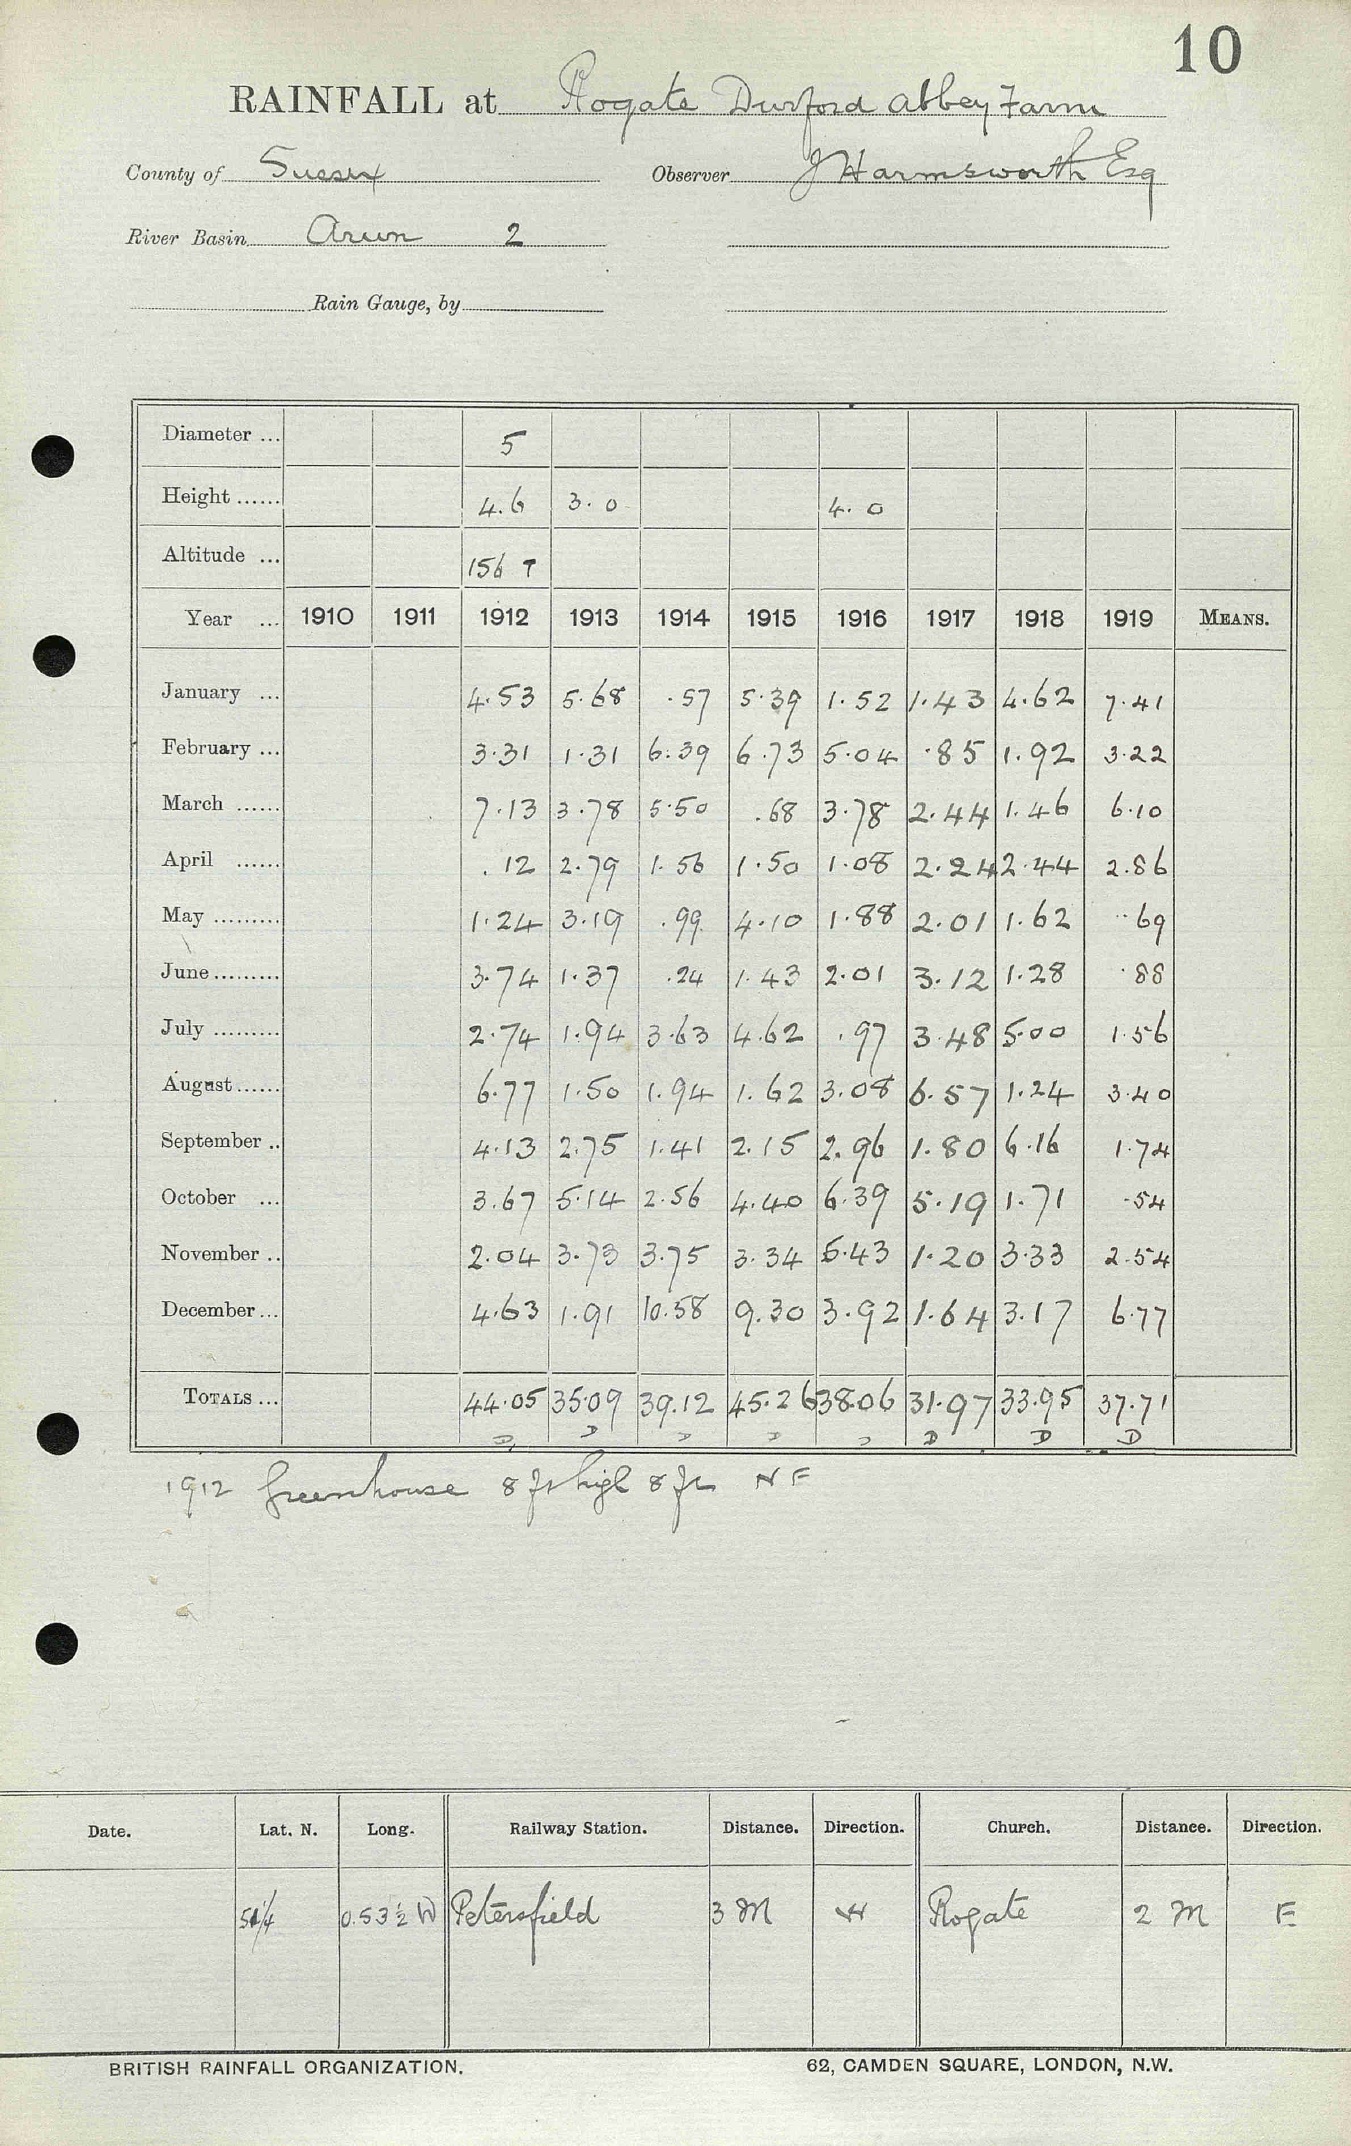 10
RAINFALL at Rogate Durford Abbey Farm
County of Sussex Observer J Harmsworth Esq
River Basin Arun 2
Rain Gauge, by
Diameter ... 5
Height ...... 4.6 3.0 4.0
Altitude ... 156 T
Year ... 1910 1911 1912 1913 1914 1915 1916 1917 1918 1919 MEANS.
January ... 4.53 5.68 .57 5.39 1.52 1.43 4.62 7.41
February ... 3.31 1.31 6.39 6.73 5.04 .85 1.92 3.22
March ...... 7.13 3.78 5.50 .68 3.78 2.44 1.46 6.10
April ...... .12 2.79 1.56 1.50 1.08 2.24 2.44 2.86
May ......... 1.24 3.19 .99 4.10 1.88 2.01 1.62 .69
June ......... 3.74 1.37 .24 1.43 2.01 3.12 1.28 .88
July ......... 2.74 1.94 3.63 4.62 .97 3.48 5.00 1.56
August ...... 6.77 1.50 1.94 1.62 3.08 6.57 1.24 3.40
September .. 4.13 2.75 1.41 2.15 2.96 1.80 6.16 1.74
October ... 3.67 5.14 2.56 4.40 6.39 5.19 1.71 .54
November .. 2.04 3.73 3.75 3.34 5.43 1.20 3.33 2.54
December ... 4.63 1.91 10.58 9.30 3.92 1.64 3.17 6.77
TOTALS ... 44.05 35.09 39.12 45.26 38.06 31.97 33.95 37.71
D D D D D D D D
1912 Greenhouse 8 ft high 8 ft NE
Date. Lat. N. Long. Railway Station. Distance. Direction. Church. Distance. Direction.
51 1/4 0.53 ½ W Petersfield 3 M W Rogate 2 M E
BRITISH RAINFALL ORGANIZATION. 62, CAMDEN SQUARE, LONDON, N.W.